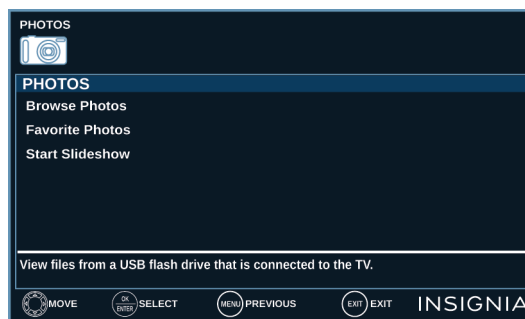 PHOTOS
PHOTOS
Browse Photos
Favorite Photos
Start Slideshow
View files from a USB flash drive that is connected to the TV.
MOVE OK ENTER SELECT MENU PREVIOUS EXIT EXIT INSIGNIA